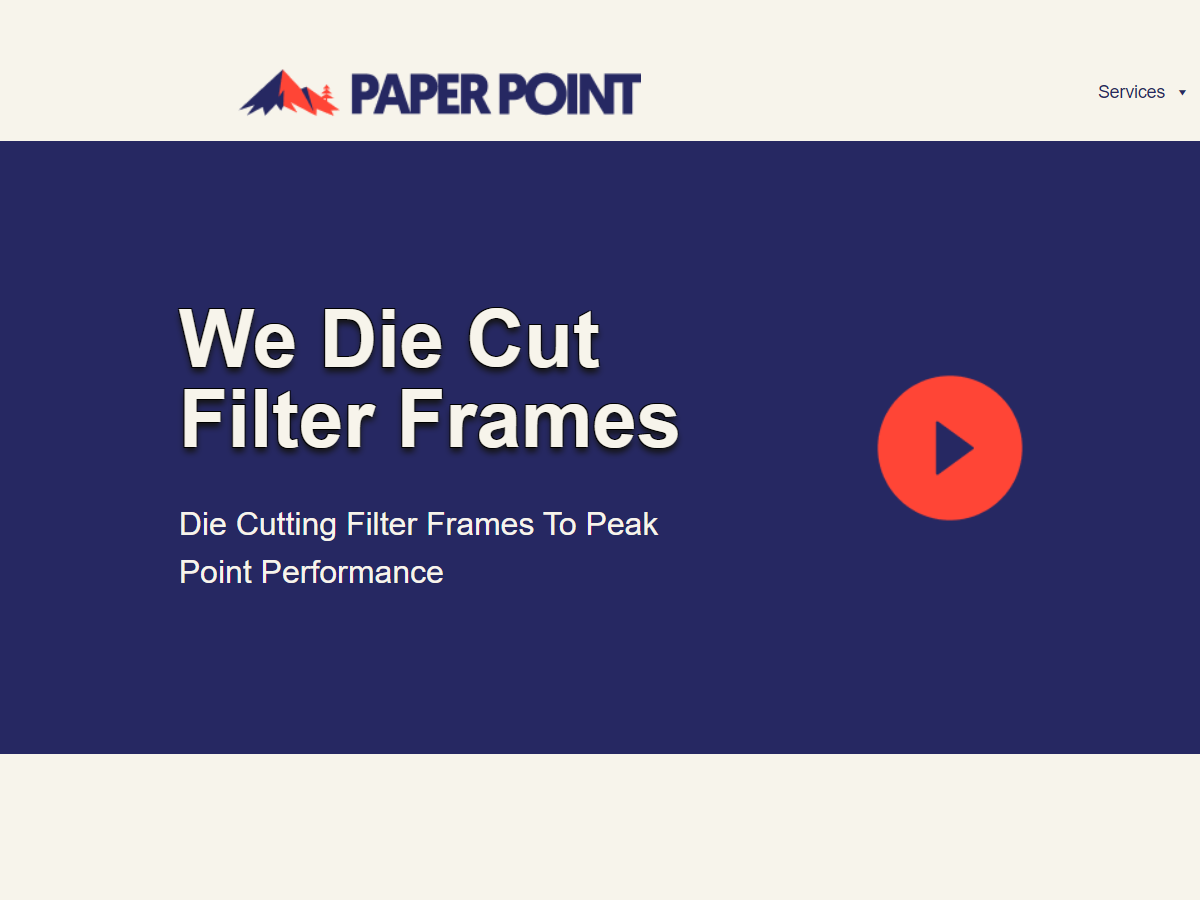 PAPER POINT
Services
We Die Cut
Filter Frames
Die Cutting Filter Frames To Peak
Point Performance